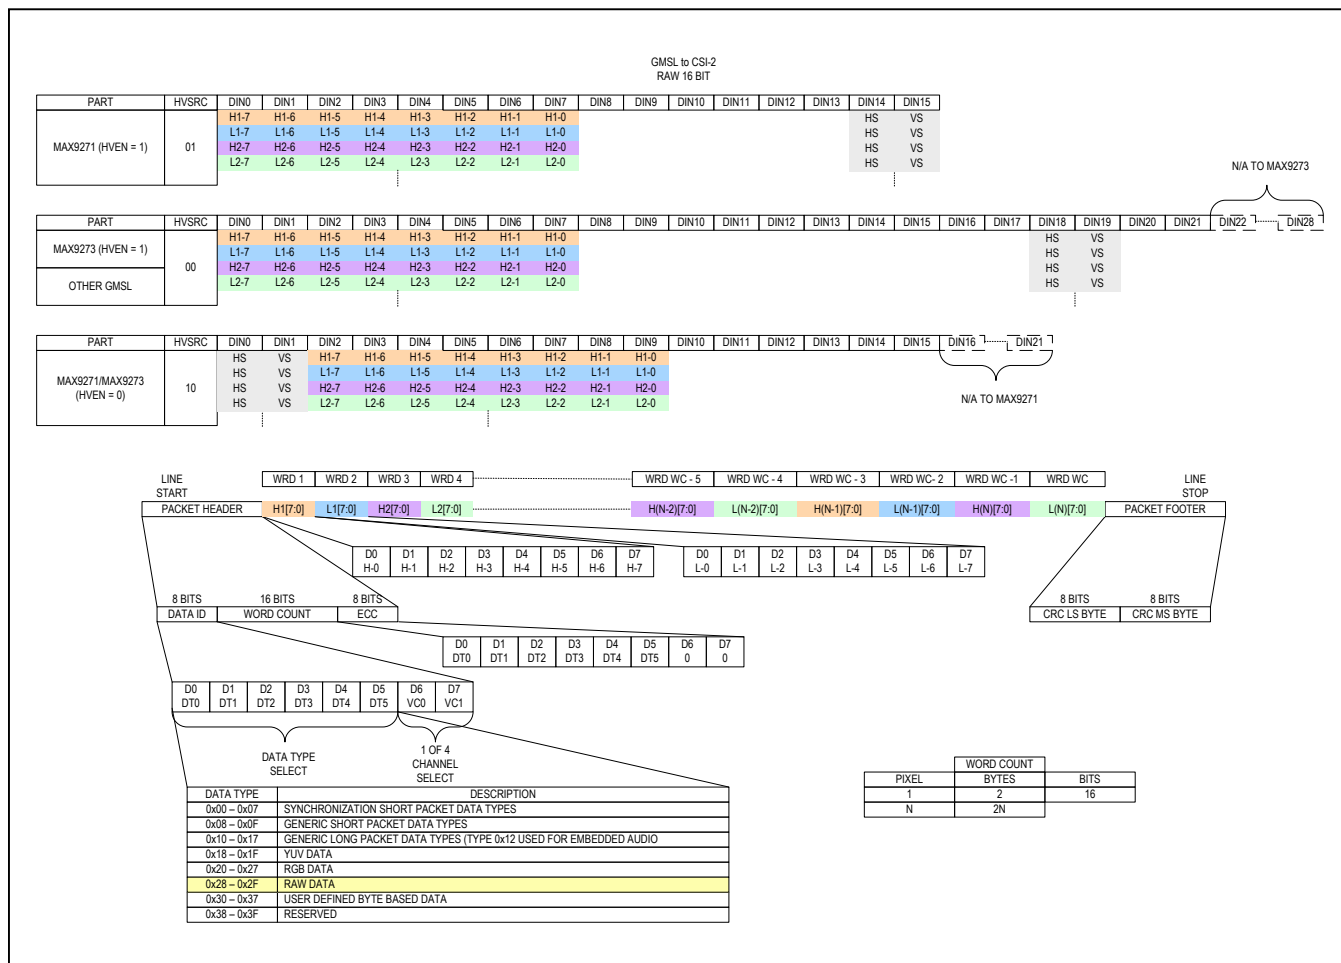 GMSL to CSI-2
RAW 16 BIT
PART HVSRC DIN0 DIN1 DIN2 DIN3 DIN4 DIN5 DIN6 DIN7 DIN8 DIN9 DIN10 DIN11 DIN12 DIN13 DIN14 DIN15
MAX9271 (HVEN = 1) 01
H1-7 H1-6 H1-5 H1-4 H1-3 H1-2 H1-1 H1-0 HS VS
L1-7 L1-6 L1-5 L1-4 L1-3 L1-2 L1-1 L1-0 HS VS
H2-7 H2-6 H2-5 H2-4 H2-3 H2-2 H2-1 H2-0 HS VS
L2-7 L2-6 L2-5 L2-4 L2-3 L2-2 L2-1 L2-0 HS VS
N/A TO MAX9273
PART HVSRC DIN0 DIN1 DIN2 DIN3 DIN4 DIN5 DIN6 DIN7 DIN8 DIN9 DIN10 DIN11 DIN12 DIN13 DIN14 DIN15 DIN16 DIN17 DIN18 DIN19 DIN20 DIN21 DIN22 DIN28
MAX9273 (HVEN = 1)
OTHER GMSL
00
H1-7 H1-6 H1-5 H1-4 H1-3 H1-2 H1-1 H1-0 HS VS
L1-7 L1-6 L1-5 L1-4 L1-3 L1-2 L1-1 L1-0 HS VS
H2-7 H2-6 H2-5 H2-4 H2-3 H2-2 H2-1 H2-0 HS VS
L2-7 L2-6 L2-5 L2-4 L2-3 L2-2 L2-1 L2-0 HS VS
PART HVSRC DIN0 DIN1 DIN2 DIN3 DIN4 DIN5 DIN6 DIN7 DIN8 DIN9 DIN10 DIN11 DIN12 DIN13 DIN14 DIN15 DIN16 DIN21
MAX9271/MAX9273
(HVEN = 0)
10
HS VS H1-7 H1-6 H1-5 H1-4 H1-3 H1-2 H1-1 H1-0
HS VS L1-7 L1-6 L1-5 L1-4 L1-3 L1-2 L1-1 L1-0
HS VS H2-7 H2-6 H2-5 H2-4 H2-3 H2-2 H2-1 H2-0
HS VS L2-7 L2-6 L2-5 L2-4 L2-3 L2-2 L2-1 L2-0
N/A TO MAX9271
LINE
START
WRD 1 WRD 2 WRD 3 WRD 4 WRD WC - 5 WRD WC - 4 WRD WC - 3 WRD WC- 2 WRD WC -1 WRD WC
LINE
STOP
PACKET HEADER H1[7:0] L1[7:0] H2[7:0] L2[7:0] H(N-2)[7:0] L(N-2)[7:0] H(N-1)[7:0] L(N-1)[7:0] H(N)[7:0] L(N)[7:0] PACKET FOOTER
D0 D1 D2 D3 D4 D5 D6 D7
H-0 H-1 H-2 H-3 H-4 H-5 H-6 H-7
D0 D1 D2 D3 D4 D5 D6 D7
L-0 L-1 L-2 L-3 L-4 L-5 L-6 L-7
8 BITS 16 BITS 8 BITS
DATA ID WORD COUNT ECC
8 BITS 8 BITS
CRC LS BYTE CRC MS BYTE
D0 D1 D2 D3 D4 D5 D6 D7
DT0 DT1 DT2 DT3 DT4 DT5 0 0
D0 D1 D2 D3 D4 D5 D6 D7
DT0 DT1 DT2 DT3 DT4 DT5 VC0 VC1
DATA TYPE
SELECT
1 OF 4
CHANNEL
SELECT
DATA TYPE DESCRIPTION
0x00 – 0x07 SYNCHRONIZATION SHORT PACKET DATA TYPES
0x08 – 0x0F GENERIC SHORT PACKET DATA TYPES
0x10 – 0x17 GENERIC LONG PACKET DATA TYPES (TYPE 0x12 USED FOR EMBEDDED AUDIO
0x18 – 0x1F YUV DATA
0x20 – 0x27 RGB DATA
0x28 – 0x2F RAW DATA
0x30 – 0x37 USER DEFINED BYTE BASED DATA
0x38 – 0x3F RESERVED
WORD COUNT
PIXEL BYTES BITS
1 2 16
N 2N